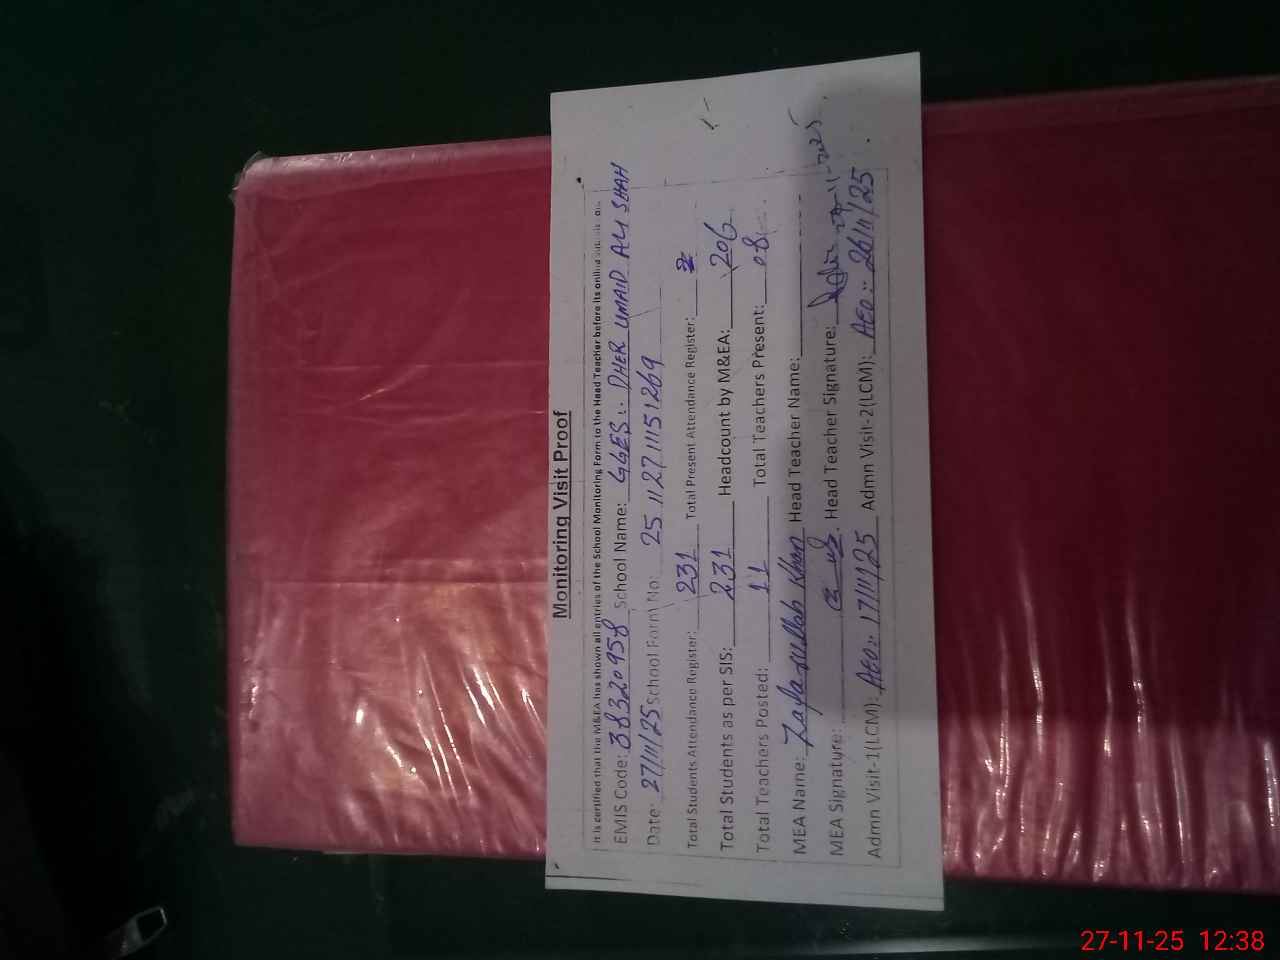 Monitoring Visit Proof
It is certified that the M&EA has shown all entries of the School Monitoring Form to the Head Teacher before its online
EMIS Code: 38320958 School Name: GGES:- DHER UMAID ALI SHAH
Date: 27/11/25 School Form No: 25 1127 1115 1269
Total Students Attendance Register: 231 Total Present Attendance Register: 2
Total Students as per SIS: 231 Headcount by M&EA: 206
Total Teachers Posted: 11 Total Teachers Present: 08
MEA Name: Khan Head Teacher Name:
MEA Signature: Head Teacher Signature:
Admn Visit-1(LCM): AEO:- 17/11/25 Admn Visit-2(LCM): AEO:- 26/11/25
27-11-25 12:38